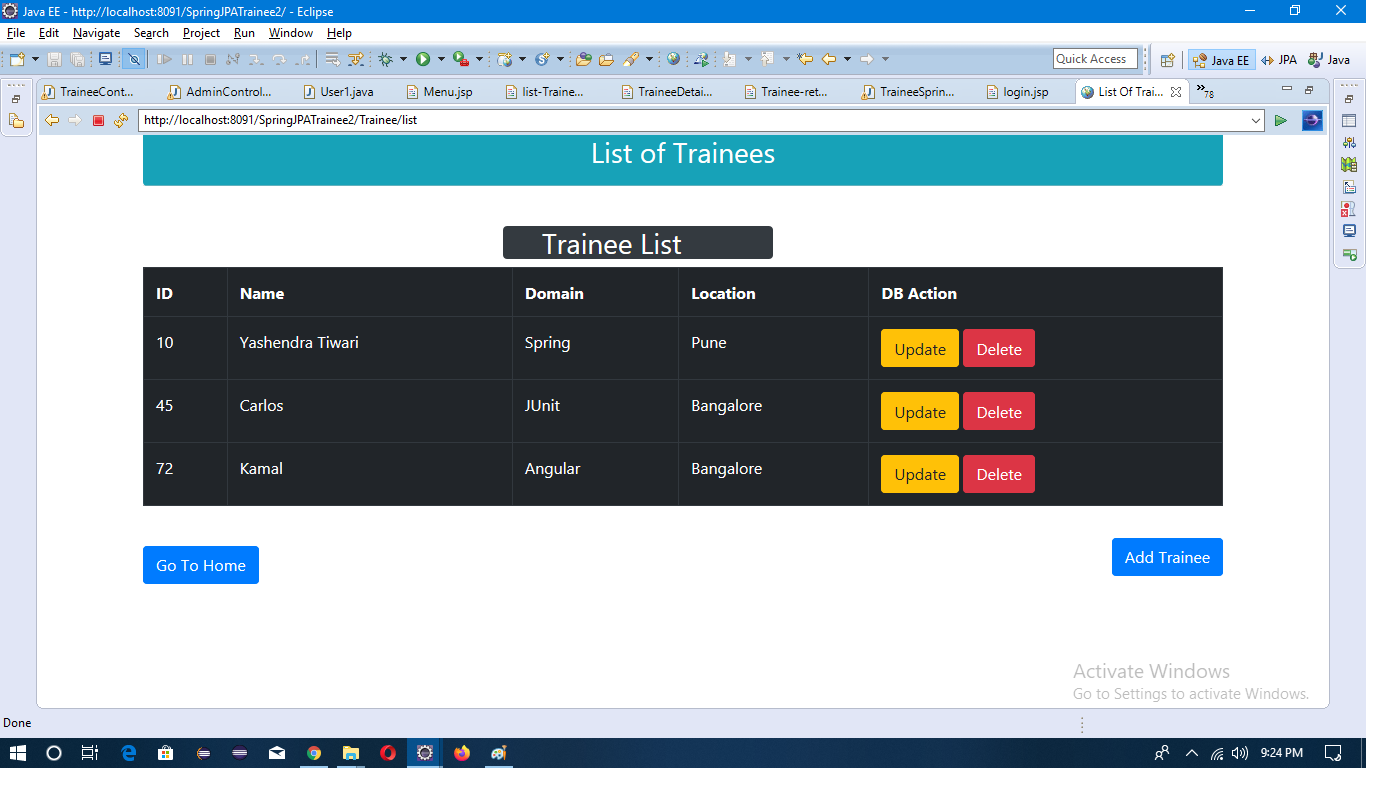 Java EE - http://localhost:8091/SpringJPATrainee2/ - Eclipse
File Edit Navigate Search Project Run Window Help
Quick Access Java EE JPA Java
TraineeCont... AdminControl... User1.java Menu.jsp list-Traine... TraineeDetai... Trainee-ret... TraineeSprin... login.jsp List Of Trai... »78
http://localhost:8091/SpringJPATrainee2/Trainee/list
List of Trainees
Trainee List
ID Name Domain Location DB Action
10 Yashendra Tiwari Spring Pune Update Delete
45 Carlos JUnit Bangalore Update Delete
72 Kamal Angular Bangalore Update Delete
Go To Home Add Trainee
Activate Windows
Go to Settings to activate Windows.
Done
9:24 PM